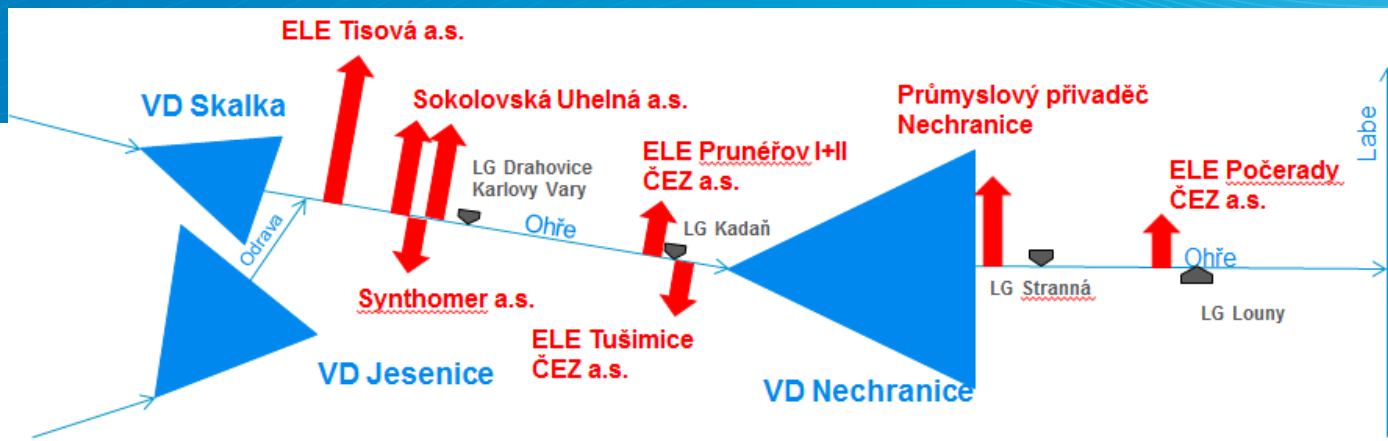 ELE Tisová a.s.
VD Skalka
Sokolovská Uhelná a.s.
Průmyslový přivaděč
Nechranice
Labe
LG Drahovice
Karlovy Vary
ELE Prunéřov I+II
ČEZ a.s.
ELE Počerady
ČEZ a.s.
Odrava
Ohře
LG Kadaň
Ohře
Synthomer a.s.
LG Stranná
LG Louny
ELE Tušimice
ČEZ a.s.
VD Jesenice
VD Nechranice